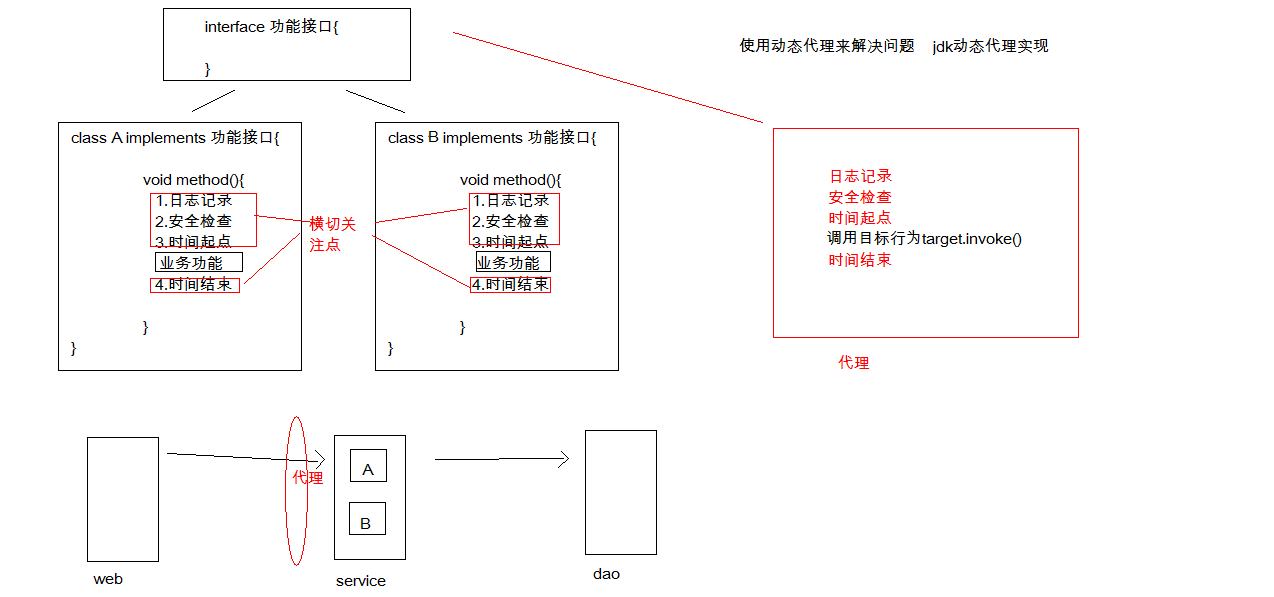 interface 功能接口{
}
使用动态代理来解决问题 jdk动态代理实现
class A implements 功能接口{
void method(){
1.日志记录
2.安全检查
3.时间起点
业务功能
4.时间结束
}
}
横切关
注点
class B implements 功能接口{
void method(){
1.日志记录
2.安全检查
3.时间起点
业务功能
4.时间结束
}
}
日志记录
安全检查
时间起点
调用目标行为target.invoke()
时间结束
代理
代理
A
B
web
service
dao